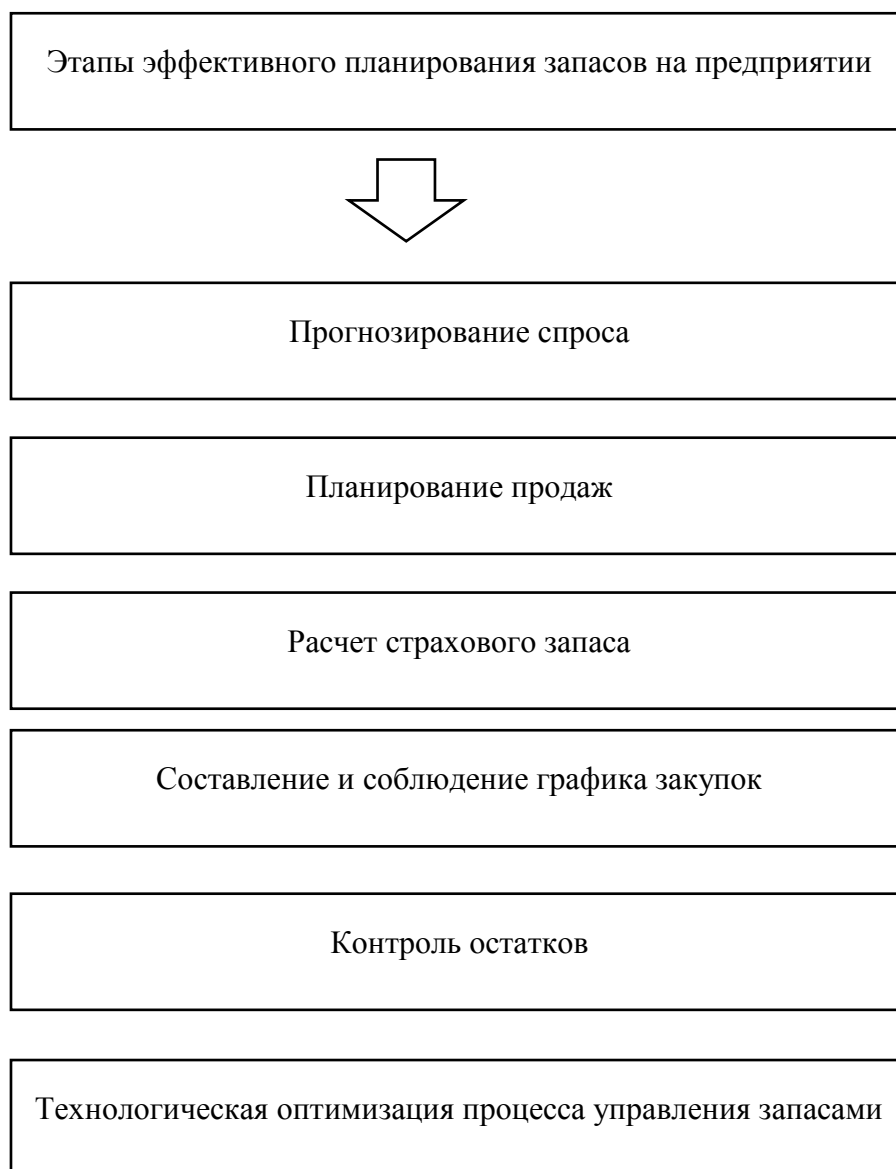 Этапы эффективного планирования запасов на предприятии
Прогнозирование спроса
Планирование продаж
Расчет страхового запаса
Составление и соблюдение графика закупок
Контроль остатков
Технологическая оптимизация процесса управления запасами